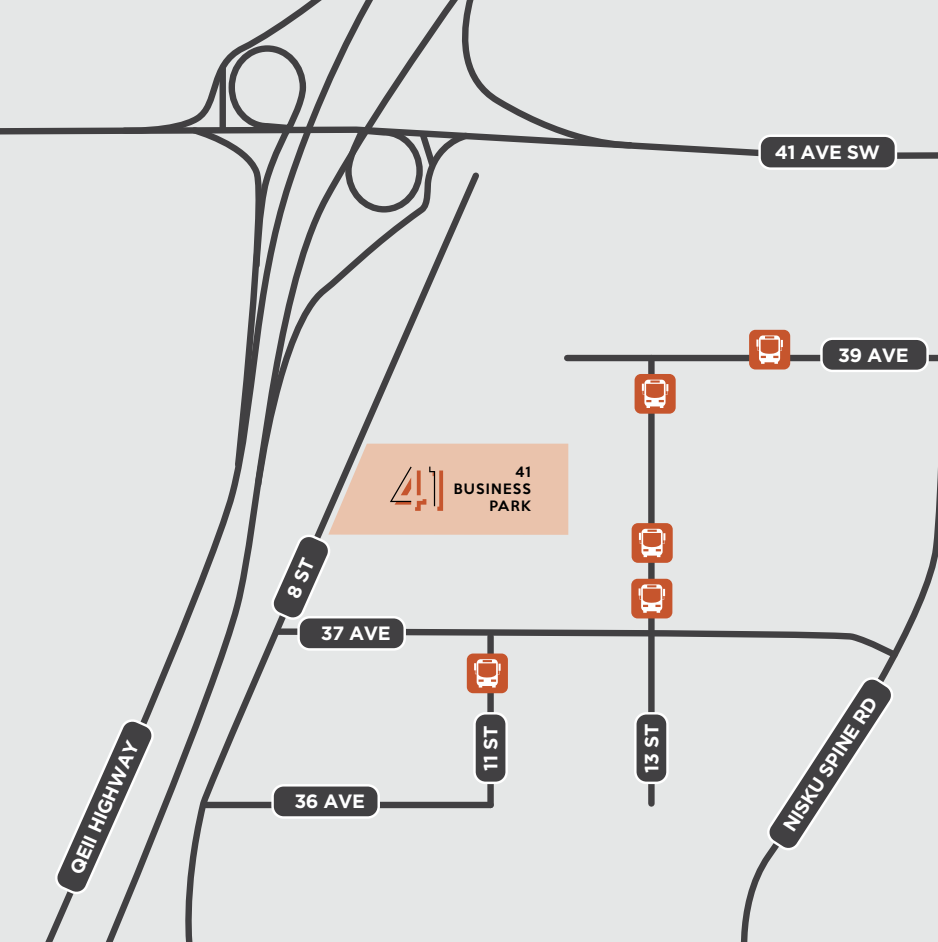 41 AVE SW
39 AVE
41
41
BUSINESS
PARK
8 ST
37 AVE
11 ST
13 ST
NISKU SPINE RD
QEII HIGHWAY
36 AVE